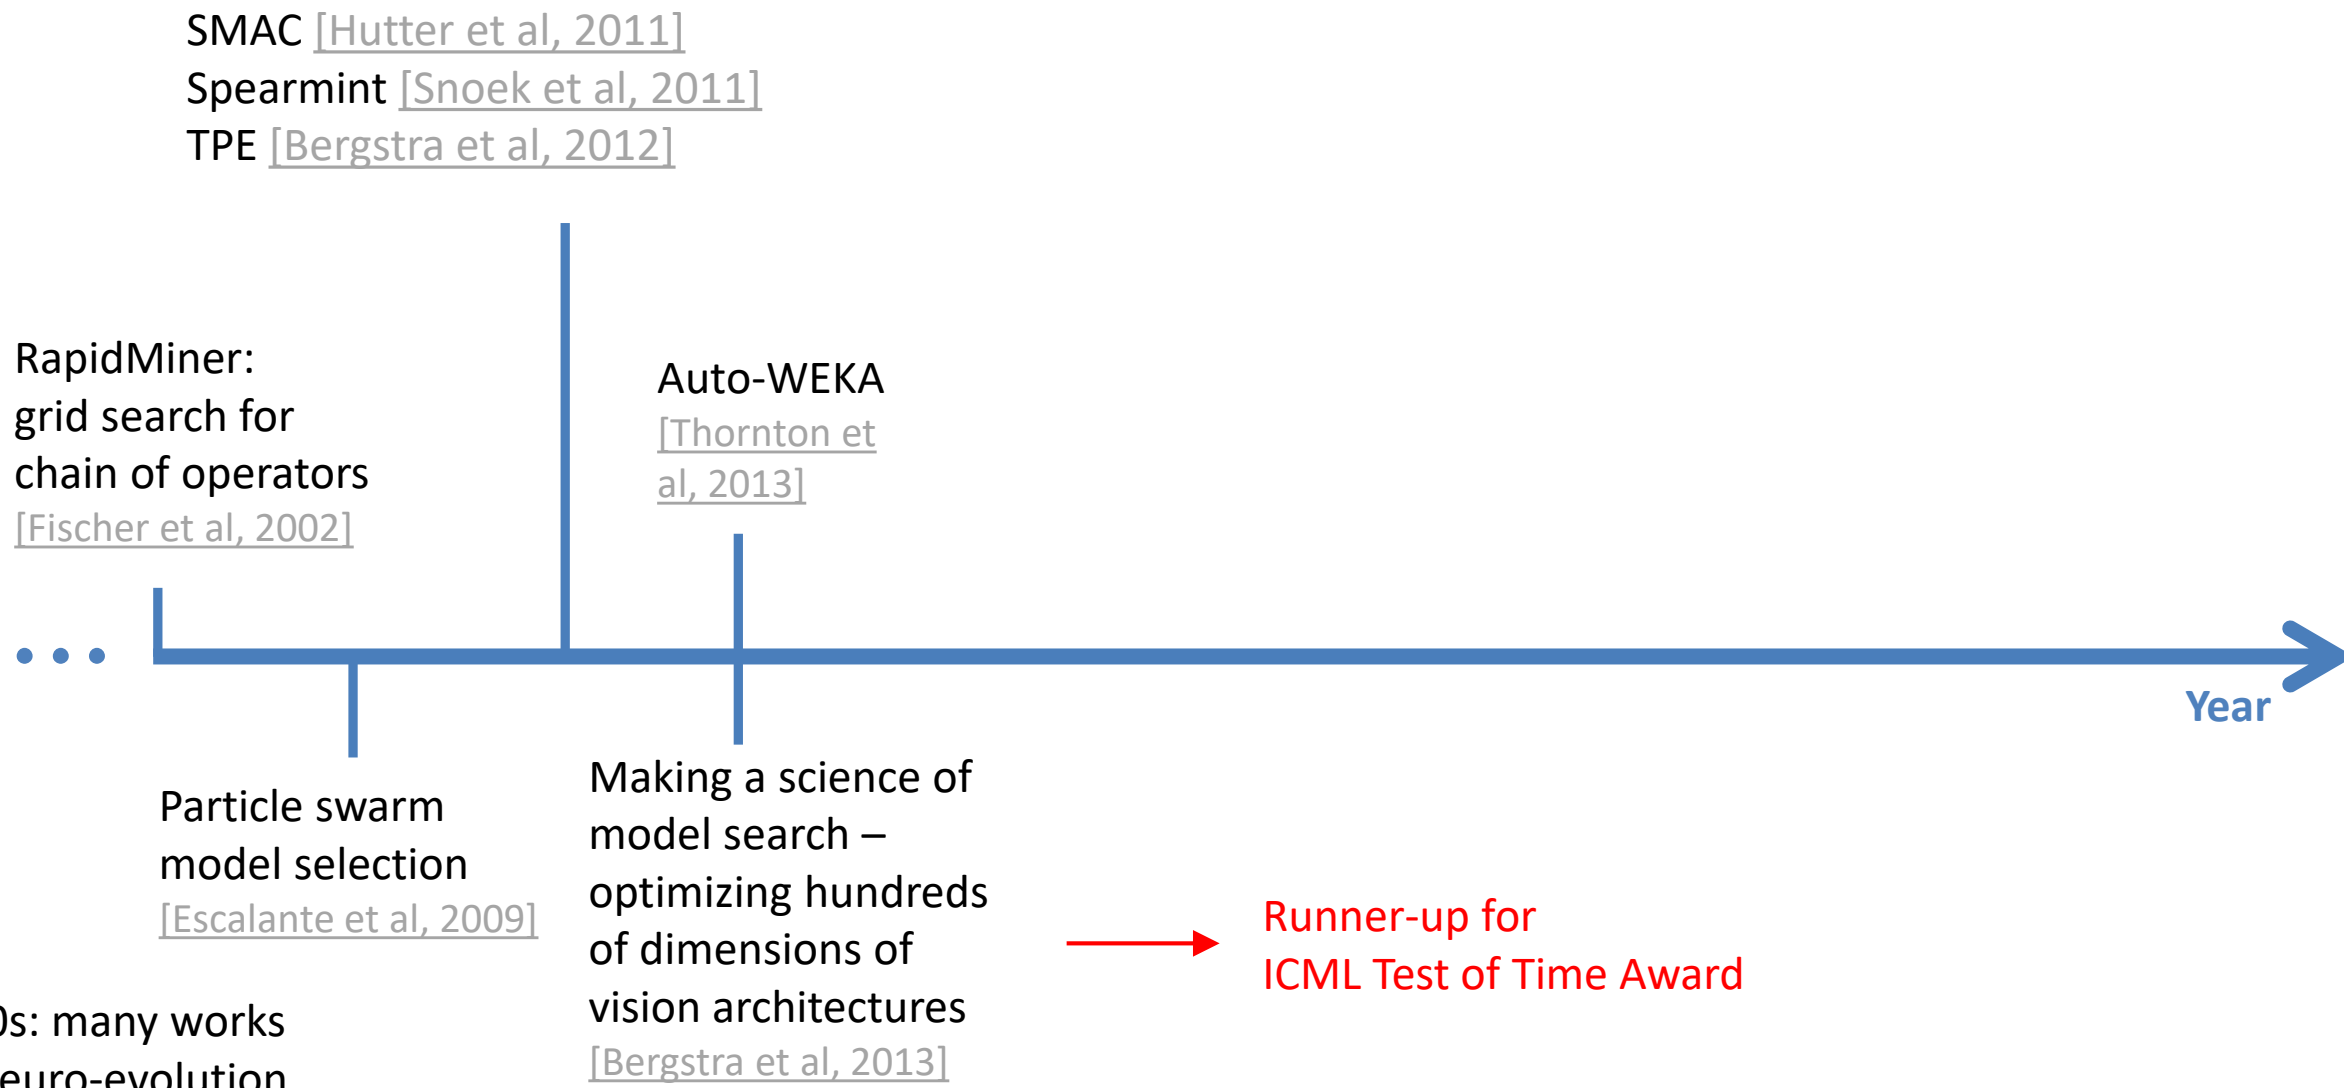 SMAC [Hutter et al, 2011]
Spearmint [Snoek et al, 2011]
TPE [Bergstra et al, 2012]
RapidMiner:
grid search for
chain of operators
[Fischer et al, 2002]
Auto-WEKA
[Thornton et
al, 2013]
Year
Particle swarm
model selection
[Escalante et al, 2009]
Making a science of
model search –
optimizing hundreds
of dimensions of
vision architectures
[Bergstra et al, 2013]
Runner-up for
ICML Test of Time Award
0s: many works
euro-evolution